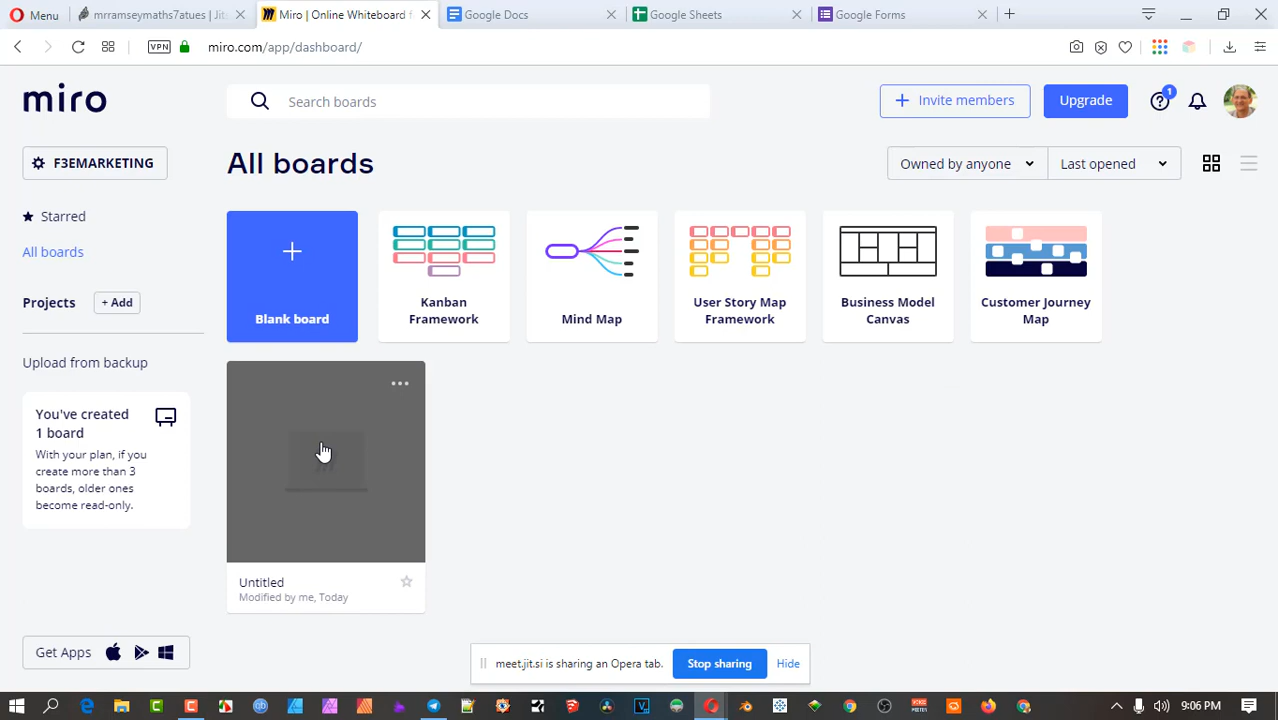 Menu
mrramseymaths7atues | Jits
Miro | Online Whiteboard f
Google Docs
Google Sheets
Google Forms
VPN
miro.com/app/dashboard/
miro
Search boards
Invite members
Upgrade
1
F3EMARKETING
All boards
Owned by anyone
Last opened
Starred
All boards
Projects
+ Add
Blank board
Kanban
Framework
Mind Map
User Story Map
Framework
Business Model
Canvas
Customer Journey
Map
Upload from backup
You've created
1 board
With your plan, if you
create more than 3
boards, older ones
become read-only.
Untitled
Modified by me, Today
Get Apps
meet.jit.si is sharing an Opera tab.
Stop sharing
Hide
9:06 PM